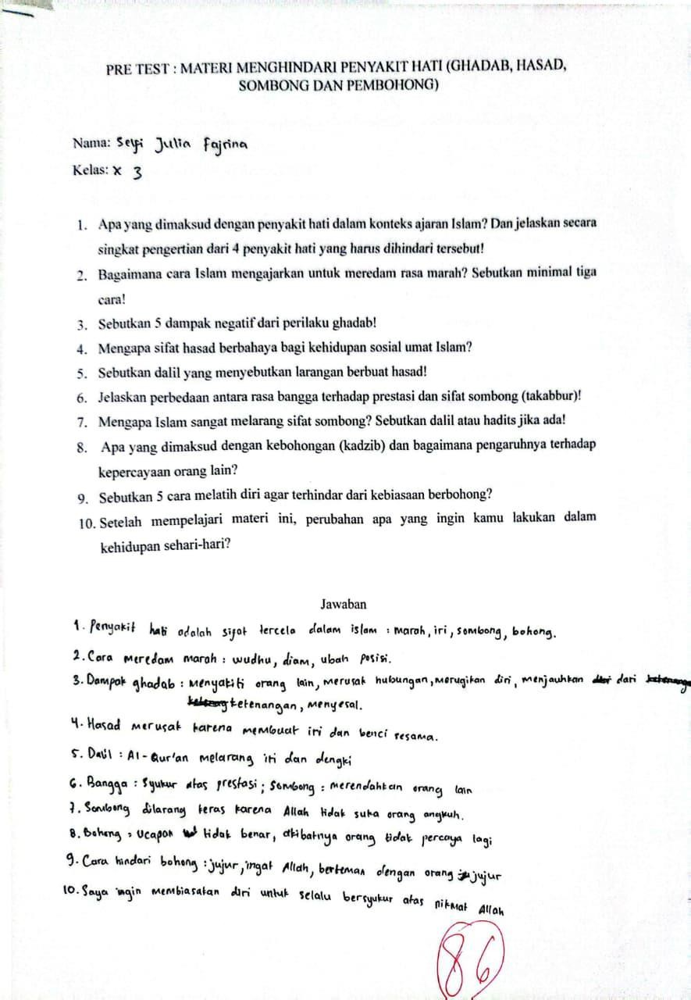 PRE TEST : MATERI MENGHINDARI PENYAKIT HATI (GHADAB, HASAD,
SOMBONG DAN PEMBOHONG)
Nama: Selfi Julia Fajrina
Kelas: X 3
1. Apa yang dimaksud dengan penyakit hati dalam konteks ajaran Islam? Dan jelaskan secara
singkat pengertian dari 4 penyakit hati yang harus dihindari tersebut!
2. Bagaimana cara Islam mengajarkan untuk meredam rasa marah? Sebutkan minimal tiga
cara!
3. Sebutkan 5 dampak negatif dari perilaku ghadab!
4. Mengapa sifat hasad berbahaya bagi kehidupan sosial umat Islam?
5. Sebutkan dalil yang menyebutkan larangan berbuat hasad!
6. Jelaskan perbedaan antara rasa bangga terhadap prestasi dan sifat sombong (takabbur)!
7. Mengapa Islam sangat melarang sifat sombong? Sebutkan dalil atau hadits jika ada!
8. Apa yang dimaksud dengan kebohongan (kadzib) dan bagaimana pengaruhnya terhadap
kepercayaan orang lain?
9. Sebutkan 5 cara melatih diri agar terhindar dari kebiasaan berbohong?
10. Setelah mempelajari materi ini, perubahan apa yang ingin kamu lakukan dalam
kehidupan sehari-hari?
Jawaban
1. Penyakit hati adalah sifat tercela dalam islam : marah, iri, sombong, bohong.
2. Cara meredam marah : wudhu, diam, ubah posisi.
3. Dampak ghadab : Menyakiti orang lain, merusak hubungan, merugikan diri, menjauhkan dari
ketenangan, menyesal.
4. Hasad merusak karena membuat iri dan benci sesama.
5. Dalil : Al-Qur'an melarang iri dan dengki
6. Bangga : Syukur atas prestasi ; Sombong : merendahkan orang lain
7. Sombong dilarang keras karena Allah tidak suka orang angkuh.
8. Bohong : Ucapan tidak benar, akibatnya orang tidak percaya lagi
9. Cara hindari bohong : jujur, ingat Allah, berteman dengan orang jujur
10. Saya ingin membiasakan diri untuk selalu bersyukur atas nikmat Allah
86